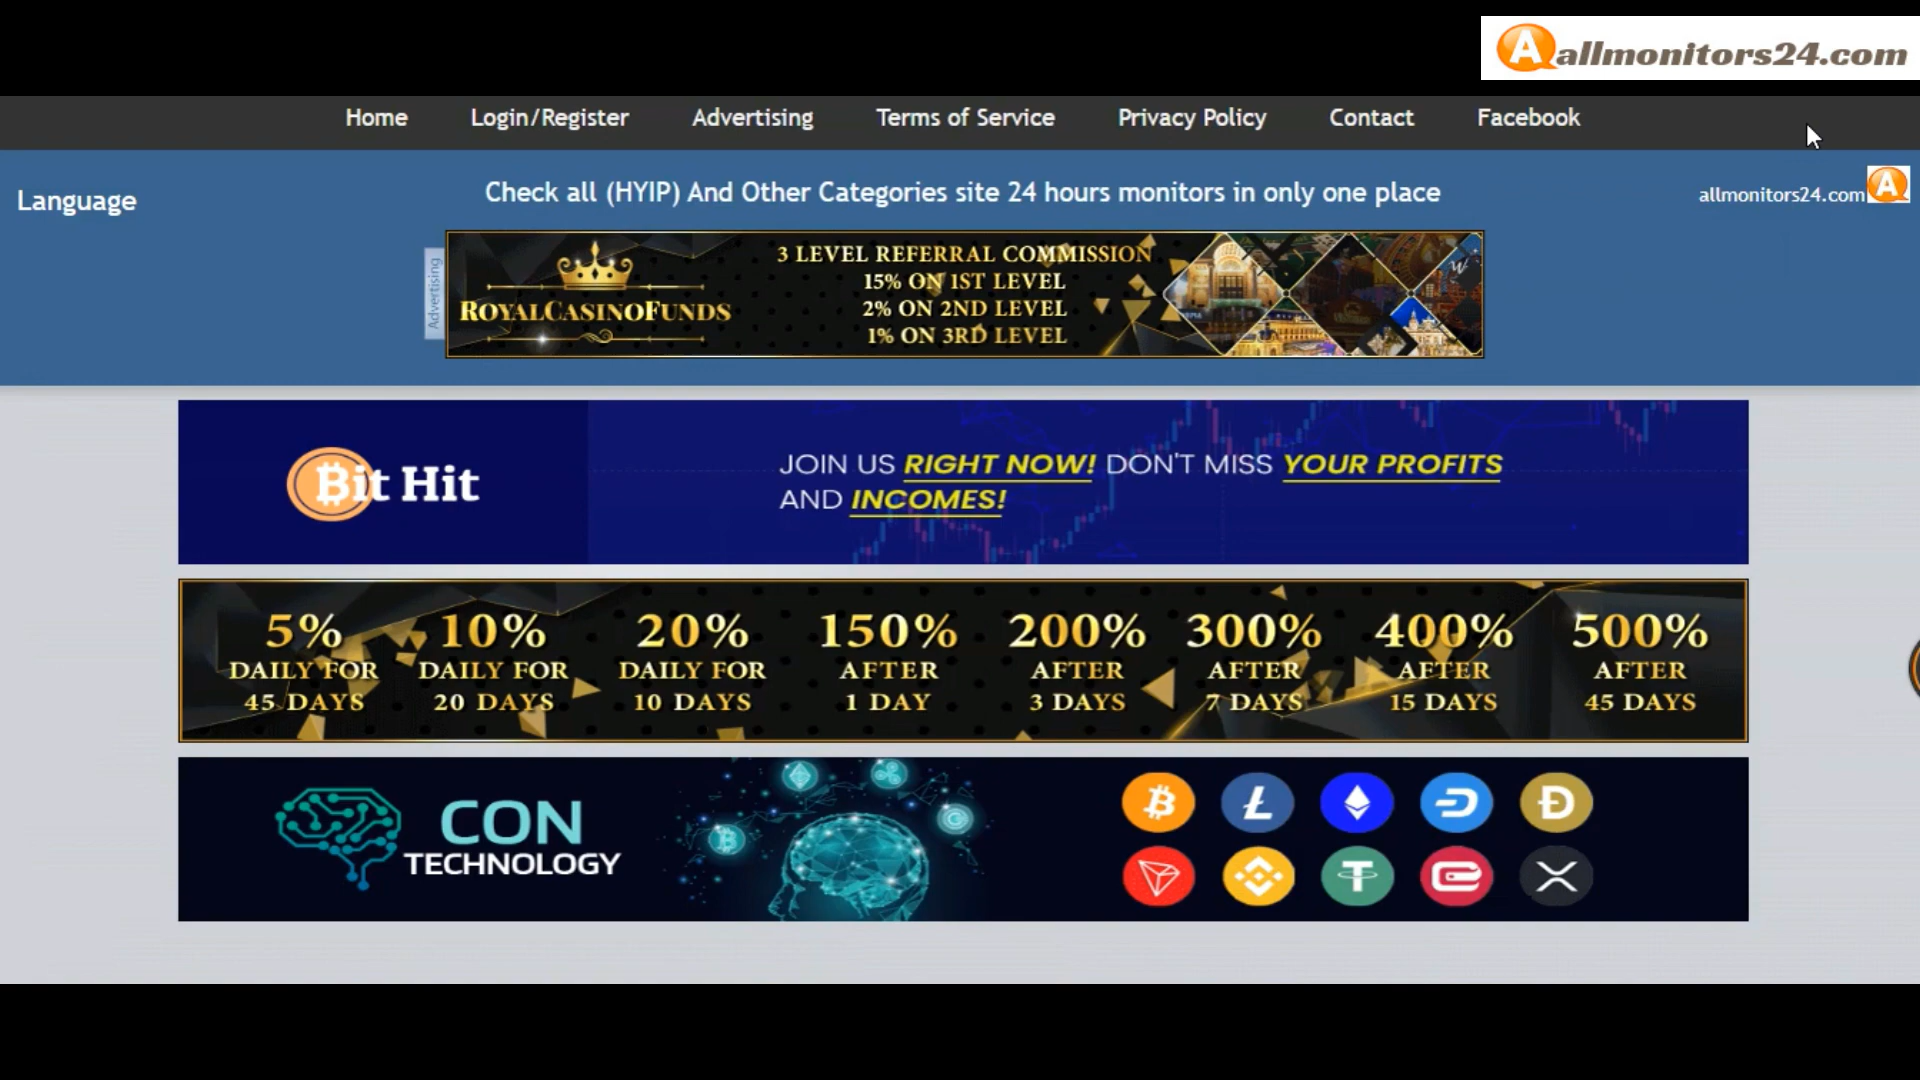 allmonitors24.com
Home Login/Register Advertising Terms of Service Privacy Policy Contact Facebook
Language
Check all (HYIP) And Other Categories site 24 hours monitors in only one place
allmonitors24.com
Advertising
ROYALCASINOFUNDS
3 LEVEL REFERRAL COMMISSION
15% ON 1ST LEVEL
2% ON 2ND LEVEL
1% ON 3RD LEVEL
Bit Hit
JOIN US RIGHT NOW! DON'T MISS YOUR PROFITS
AND INCOMES!
5% 10% 20% 150% 200% 300% 400% 500%
DAILY FOR DAILY FOR DAILY FOR AFTER AFTER AFTER AFTER AFTER
45 DAYS 20 DAYS 10 DAYS 1 DAY 3 DAYS 7 DAYS 15 DAYS 45 DAYS
CON
TECHNOLOGY